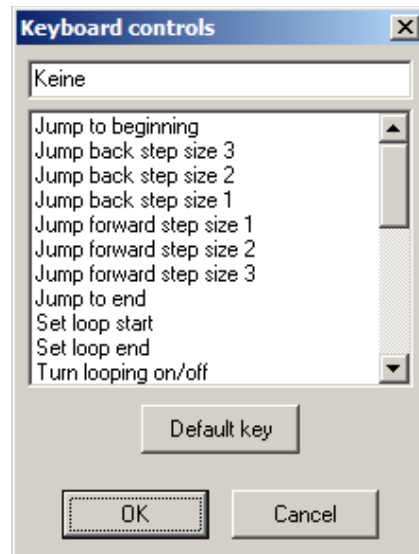 Keyboard controls
Keine
Jump to beginning
Jump back step size 3
Jump back step size 2
Jump back step size 1
Jump forward step size 1
Jump forward step size 2
Jump forward step size 3
Jump to end
Set loop start
Set loop end
Turn looping on/off
Default key
OK
Cancel